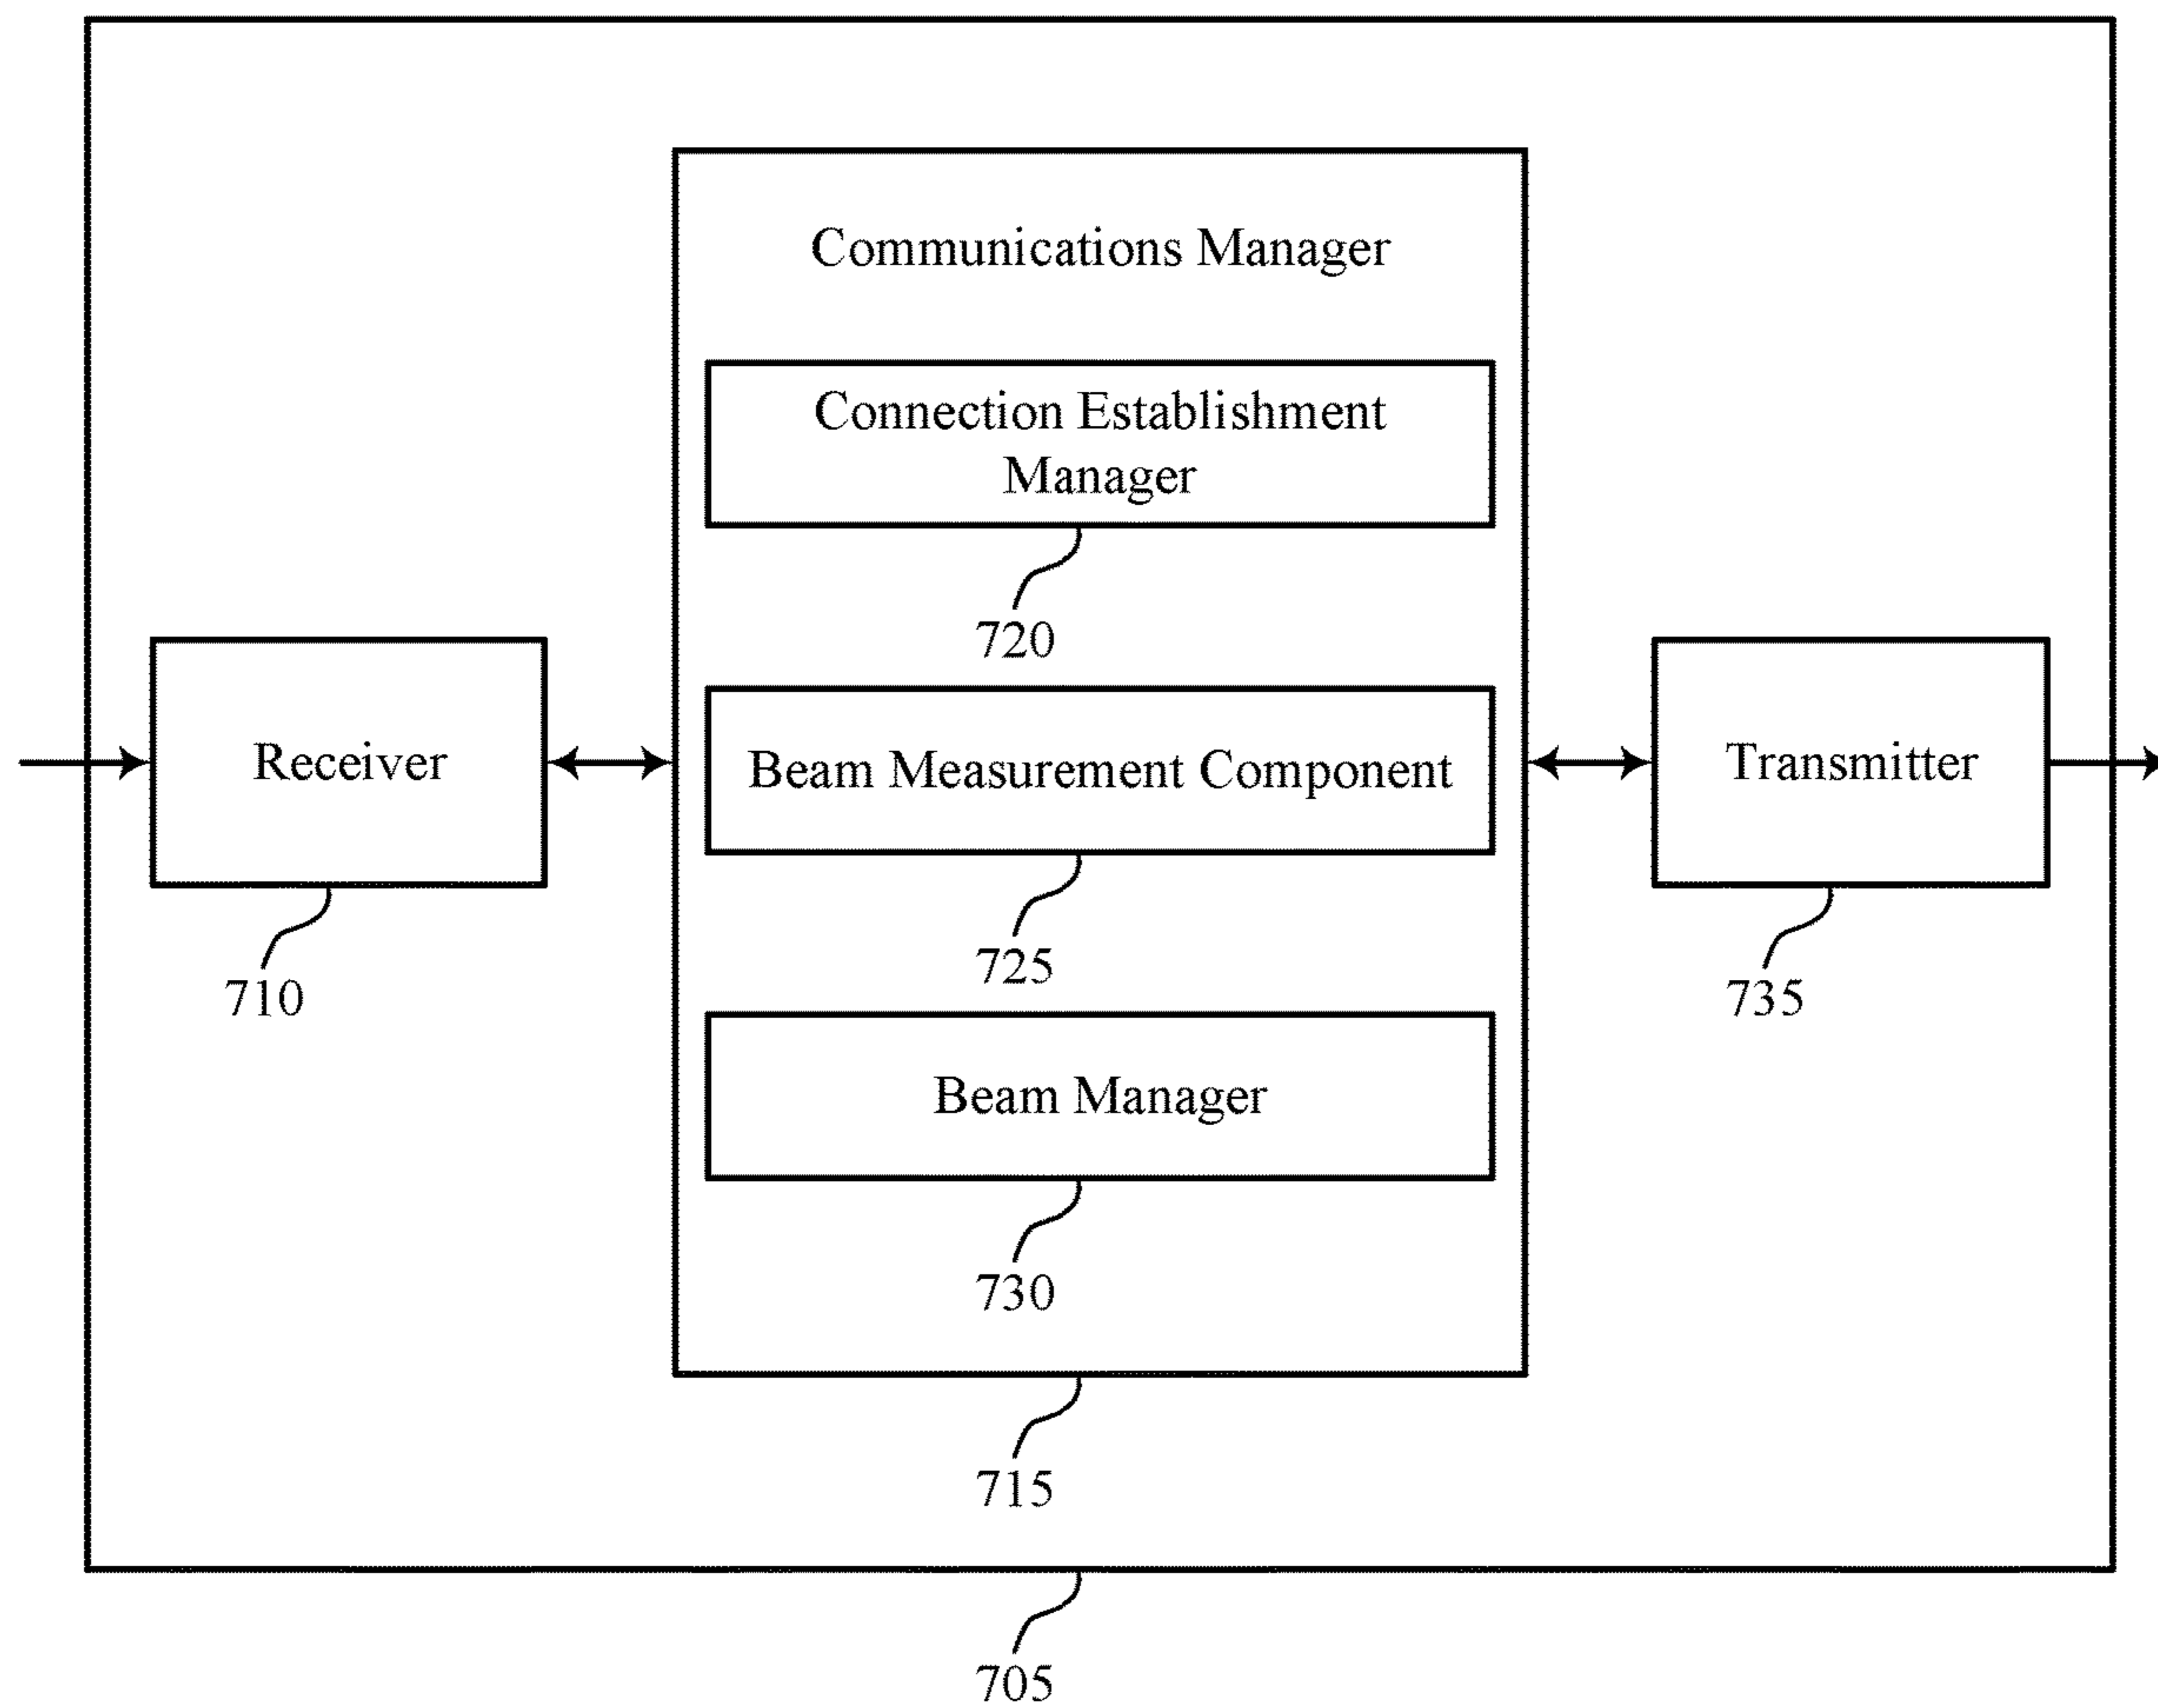 Communications Manager
Connection Establishment
Manager
720
Receiver
710
Beam Measurement Component
725
Transmitter
735
Beam Manager
730
715
705